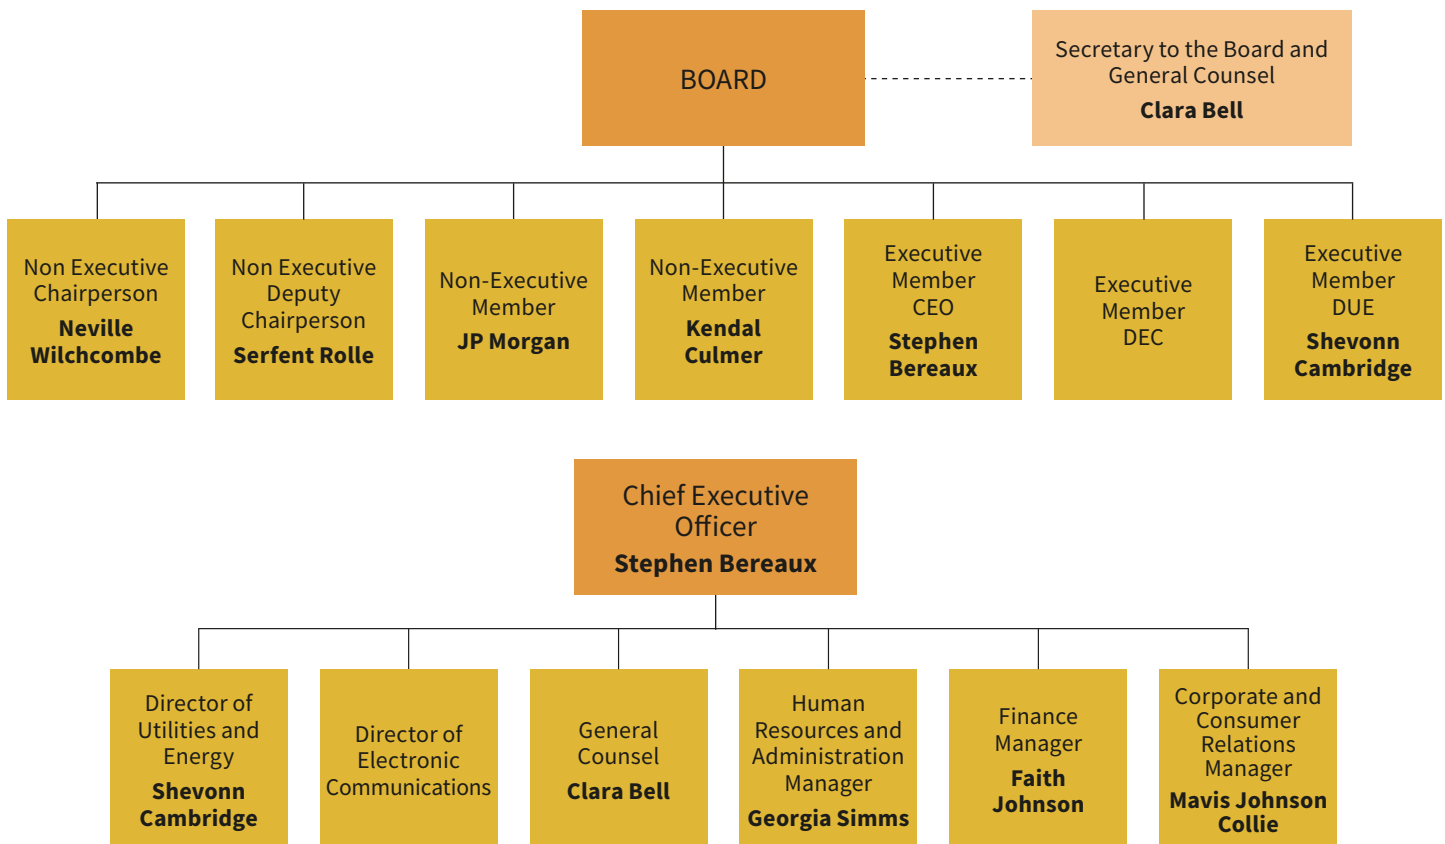 BOARD
Secretary to the Board and
General Counsel
Clara Bell
Non Executive
Chairperson
Neville
Wilchcombe
Non Executive
Deputy
Chairperson
Serfent Rolle
Non-Executive
Member
JP Morgan
Non-Executive
Member
Kendal
Culmer
Executive
Member
CEO
Stephen
Bereaux
Executive
Member
DEC
Executive
Member
DUE
Shevonn
Cambridge
Chief Executive
Officer
Stephen Bereaux
Director of
Utilities and
Energy
Shevonn
Cambridge
Director of
Electronic
Communications
General
Counsel
Clara Bell
Human
Resources and
Administration
Manager
Georgia Simms
Finance
Manager
Faith
Johnson
Corporate and
Consumer
Relations
Manager
Mavis Johnson
Collie